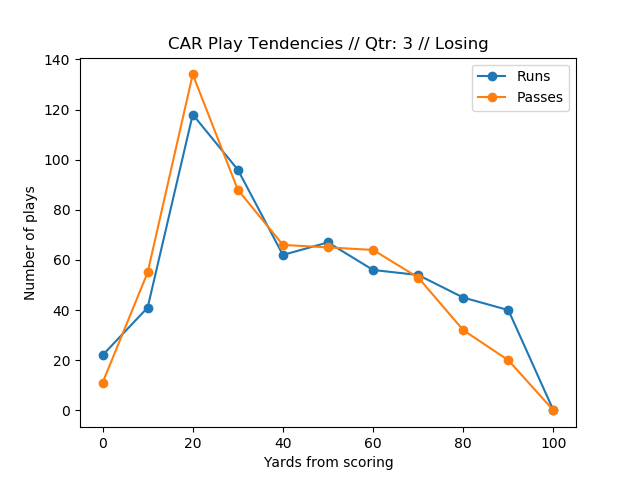 CAR Play Tendencies // Qtr: 3 // Losing
Runs
Passes
Number of plays
140
120
100
80
60
40
20
0
0 20 40 60 80 100
Yards from scoring